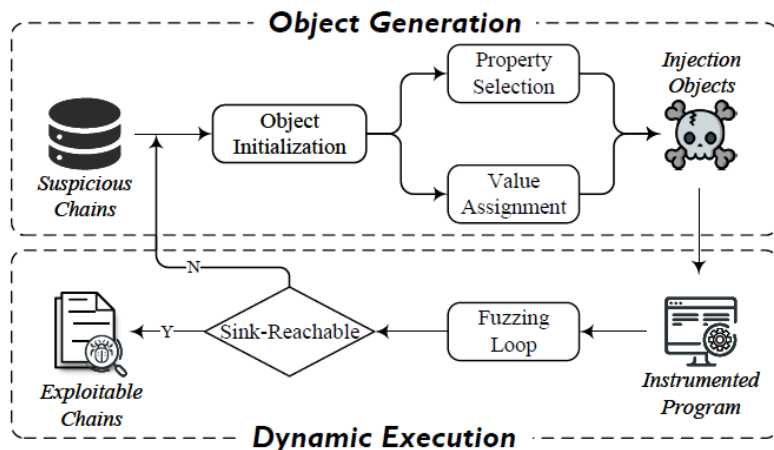 Object Generation
Suspicious
Chains
Object
Initialization
Property
Selection
Value
Assignment
Injection
Objects
N
Exploitable
Chains
Y
Sink-Reachable
Fuzzing
Loop
Instrumented
Program
Dynamic Execution